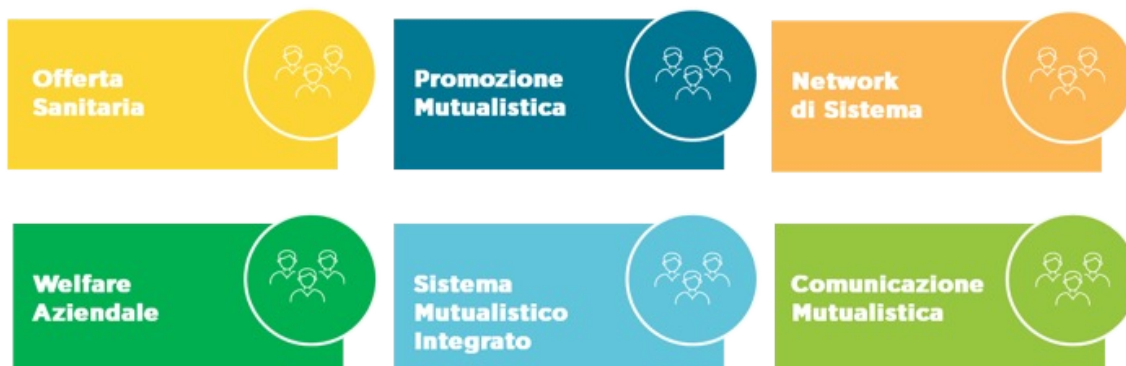 Offerta
Sanitaria
Promozione
Mutualistica
Network
di Sistema
Welfare
Aziendale
Sistema
Mutualistico
Integrato
Comunicazione
Mutualistica